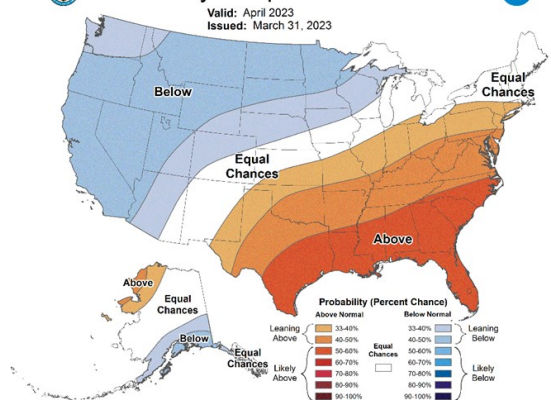 Valid: April 2023
Issued: March 31, 2023
Below
Equal
Chances
Equal
Chances
Above
Above
Equal
Chances
Below
Equal
Chances
Probability (Percent Chance)
Above Normal
Below Normal
Leaning
Above
33-40%
40-50%
Likely
Above
50-60%
60-70%
70-80%
80-90%
90-100%
Equal
Chances
33-40%
40-50%
Leaning
Below
50-60%
60-70%
70-80%
80-90%
90-100%
Likely
Below